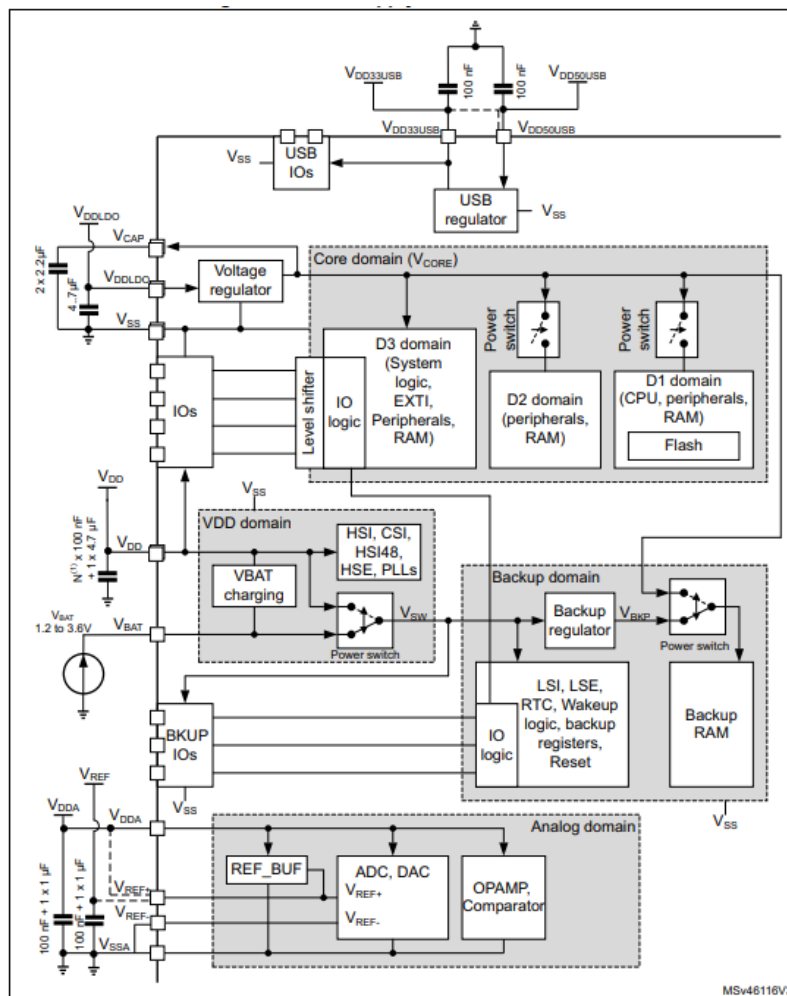 VDD33USB
100 nF
100 nF
VDD50USB
VDD33USB
VDD50USB
VSS
USB
IOs
USB
regulator
VSS
VDDLDO
VCAP
2 x 2.2µF
VDDLDO
4..7µF
VSS
Voltage
regulator
Core domain (VCORE)
Power
switch
Power
switch
D3 domain
(System
logic,
EXTI,
Peripherals,
RAM)
D2 domain
(peripherals,
RAM)
D1 domain
(CPU, peripherals,
RAM)
Flash
IOs
Level shifter
IO
logic
VDD
N(1) x 100 nF
+ 1 x 4.7 µF
VDD
VSS
VDD domain
HSI, CSI,
HSI48,
HSE, PLLs
VBAT
charging
VBAT
1.2 to 3.6V
VBAT
VSW
Power switch
Backup domain
Backup
regulator
VBKP
Power switch
LSI, LSE,
RTC, Wakeup
logic, backup
registers,
Reset
IO
logic
Backup
RAM
BKUP
IOs
VSS
VSS
VREF
VDDA
VDDA
Analog domain
REF_BUF
ADC, DAC
VREF+
VREF-
OPAMP,
Comparator
VREF+
VREF-
100 nF + 1 x 1 µF
100 nF + 1 x 1 µF
VSSA